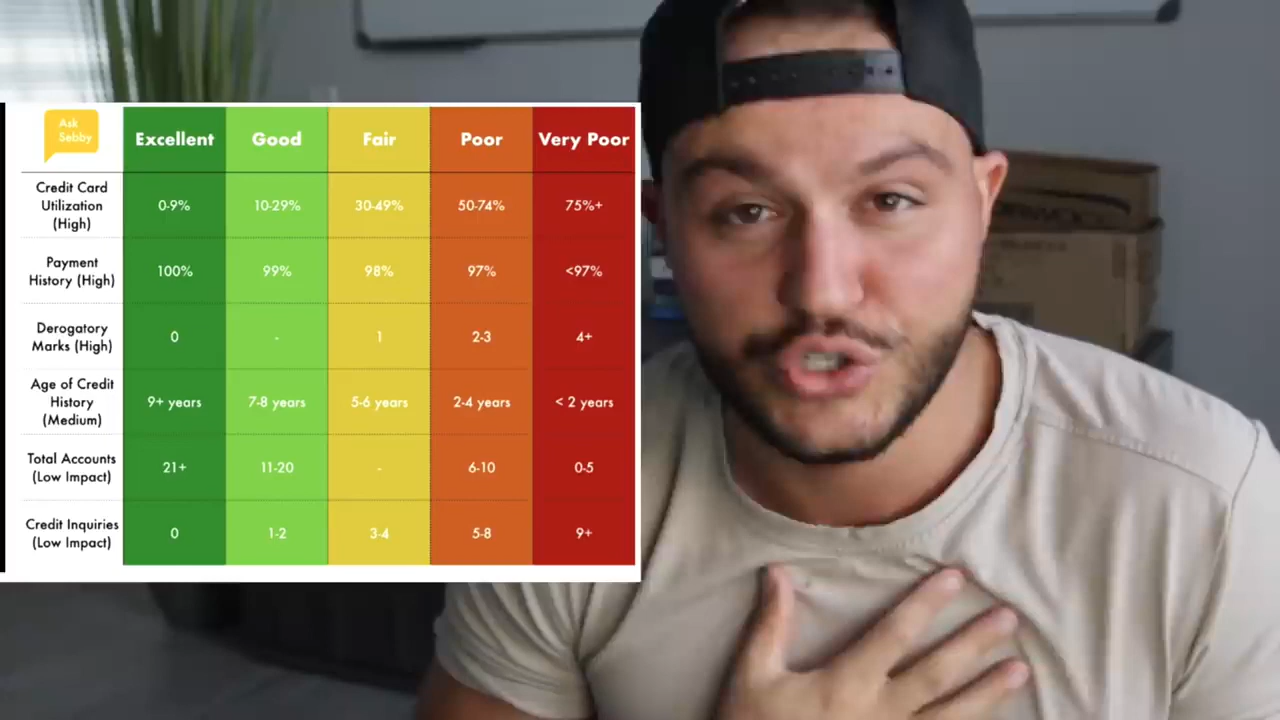 Ask
Sebby
Excellent
Good
Fair
Poor
Very Poor
Credit Card
Utilization
(High)
0-9%
10-29%
30-49%
50-74%
75%+
Payment
History (High)
100%
99%
98%
97%
<97%
Derogatory
Marks (High)
0
-
1
2-3
4+
Age of Credit
History
(Medium)
9+ years
7-8 years
5-6 years
2-4 years
< 2 years
Total Accounts
(Low Impact)
21+
11-20
-
6-10
0-5
Credit Inquiries
(Low Impact)
0
1-2
3-4
5-8
9+